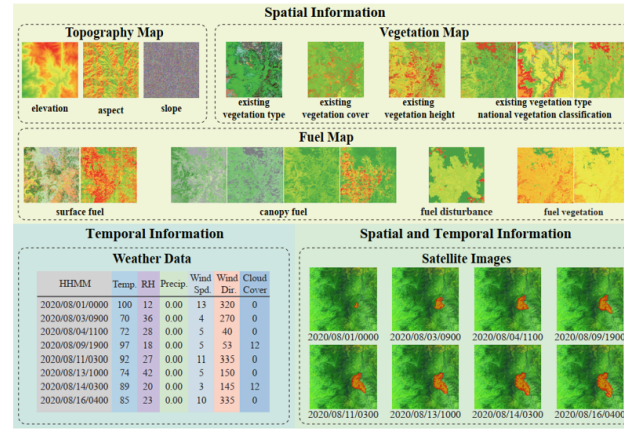 Spatial Information
Topography Map
Vegetation Map
elevation
aspect
slope
existing
vegetation type
existing
vegetation cover
existing
vegetation height
existing vegetation type
national vegetation classification
Fuel Map
surface fuel
canopy fuel
fuel disturbance
fuel vegetation
Temporal Information
Weather Data
HHMM Temp. RH Precip. Wind Spd. Wind Dir. Cloud Cover
2020/08/01/0000 100 12 0.00 13 320 0
2020/08/03/0900 70 36 0.00 4 270 0
2020/08/04/1100 72 28 0.00 5 40 0
2020/08/09/1900 97 18 0.00 5 53 12
2020/08/11/0300 92 27 0.00 11 335 0
2020/08/13/1000 74 42 0.00 5 150 0
2020/08/14/0300 89 20 0.00 3 145 12
2020/08/16/0400 85 23 0.00 10 335 0
Spatial and Temporal Information
Satellite Images
2020/08/01/0000 2020/08/03/0900 2020/08/04/1100 2020/08/09/1900
2020/08/11/0300 2020/08/13/1000 2020/08/14/0300 2020/08/16/0400